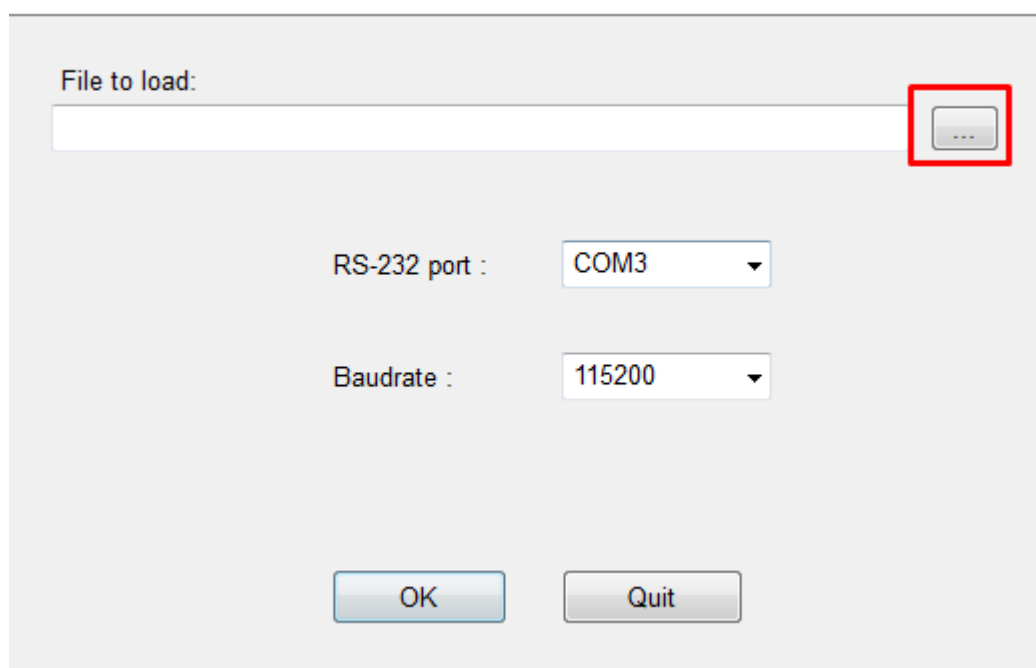 File to load:
...
RS-232 port :
COM3
Baudrate :
115200
OK
Quit